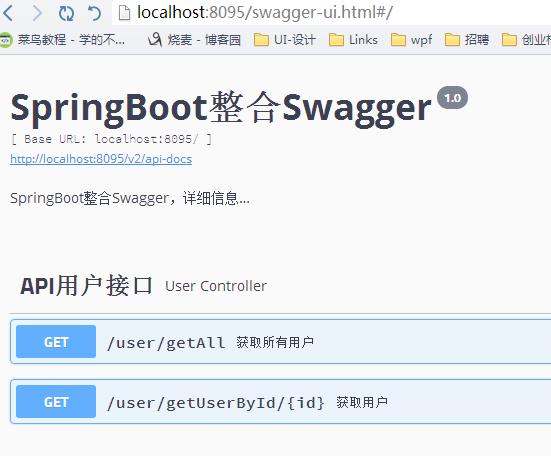 localhost:8095/swagger-ui.html#/
菜鸟教程 - 学的不... 烧麦 - 博客园 UI-设计 Links wpf 招聘
SpringBoot整合Swagger 1.0
[ Base URL: localhost:8095/ ]
http://localhost:8095/v2/api-docs
SpringBoot整合Swagger，详细信息...
API用户接口 User Controller
GET /user/getAll 获取所有用户
GET /user/getUserById/{id} 获取用户